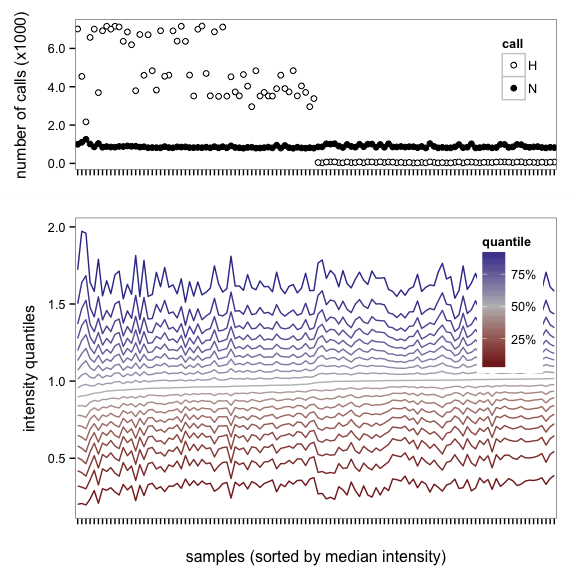 number of calls (x1000)
6.0
4.0
2.0
0.0
call
H
N
intensity quantiles
2.0
1.5
1.0
0.5
quantile
75%
50%
25%
samples (sorted by median intensity)